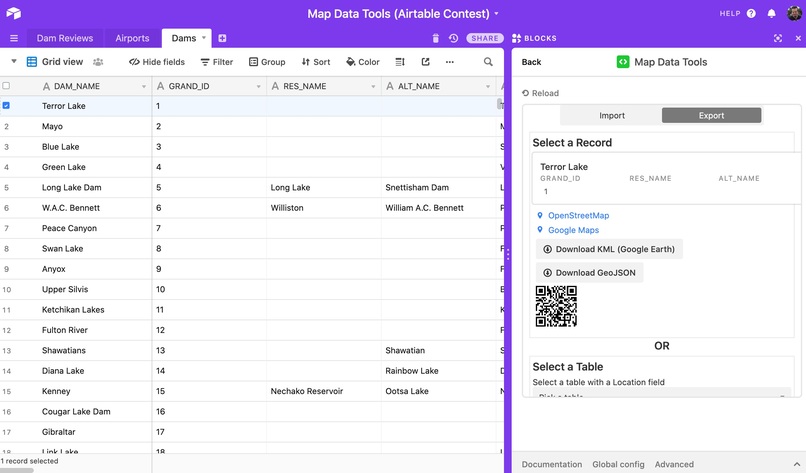 Map Data Tools (Airtable Contest)
HELP
Dam Reviews Airports Dams SHARE BLOCKS
Grid view Hide fields Filter Group Sort Color
Back Map Data Tools
Reload
Import Export
DAM_NAME GRAND_ID RES_NAME ALT_NAME
Terror Lake 1
2 Mayo 2
3 Blue Lake 3
4 Green Lake 4
5 Long Lake Dam 5 Long Lake Snettisham Dam
6 W.A.C. Bennett 6 Williston William A.C. Bennett
7 Peace Canyon 7
8 Swan Lake 8
9 Anyox 9
10 Upper Silvis 10
11 Ketchikan Lakes 11
12 Fulton River 12
13 Shawatians 13 Shawatian
14 Diana Lake 14 Rainbow Lake
15 Kenney 15 Nechako Reservoir Ootsa Lake
16 Cougar Lake Dam 16
17 Gibraltar 17
18 Link Lake 18
1 record selected
Select a Record
Terror Lake
GRAND_ID RES_NAME ALT_NAME
1
OpenStreetMap
Google Maps
Download KML (Google Earth)
Download GeoJSON
OR
Select a Table
Select a table with a Location field
Pick a table
Documentation Global config Advanced